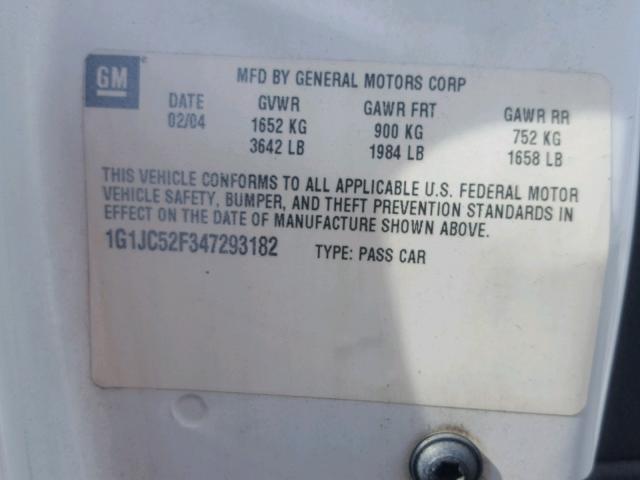 GM
MFD BY GENERAL MOTORS CORP
DATE GVWR GAWR FRT GAWR RR
02/04 1652 KG 900 KG 752 KG
3642 LB 1984 LB 1658 LB
THIS VEHICLE CONFORMS TO ALL APPLICABLE U.S. FEDERAL MOTOR
VEHICLE SAFETY, BUMPER, AND THEFT PREVENTION STANDARDS IN
EFFECT ON THE DATE OF MANUFACTURE SHOWN ABOVE.
1G1JC52F347293182 TYPE: PASS CAR